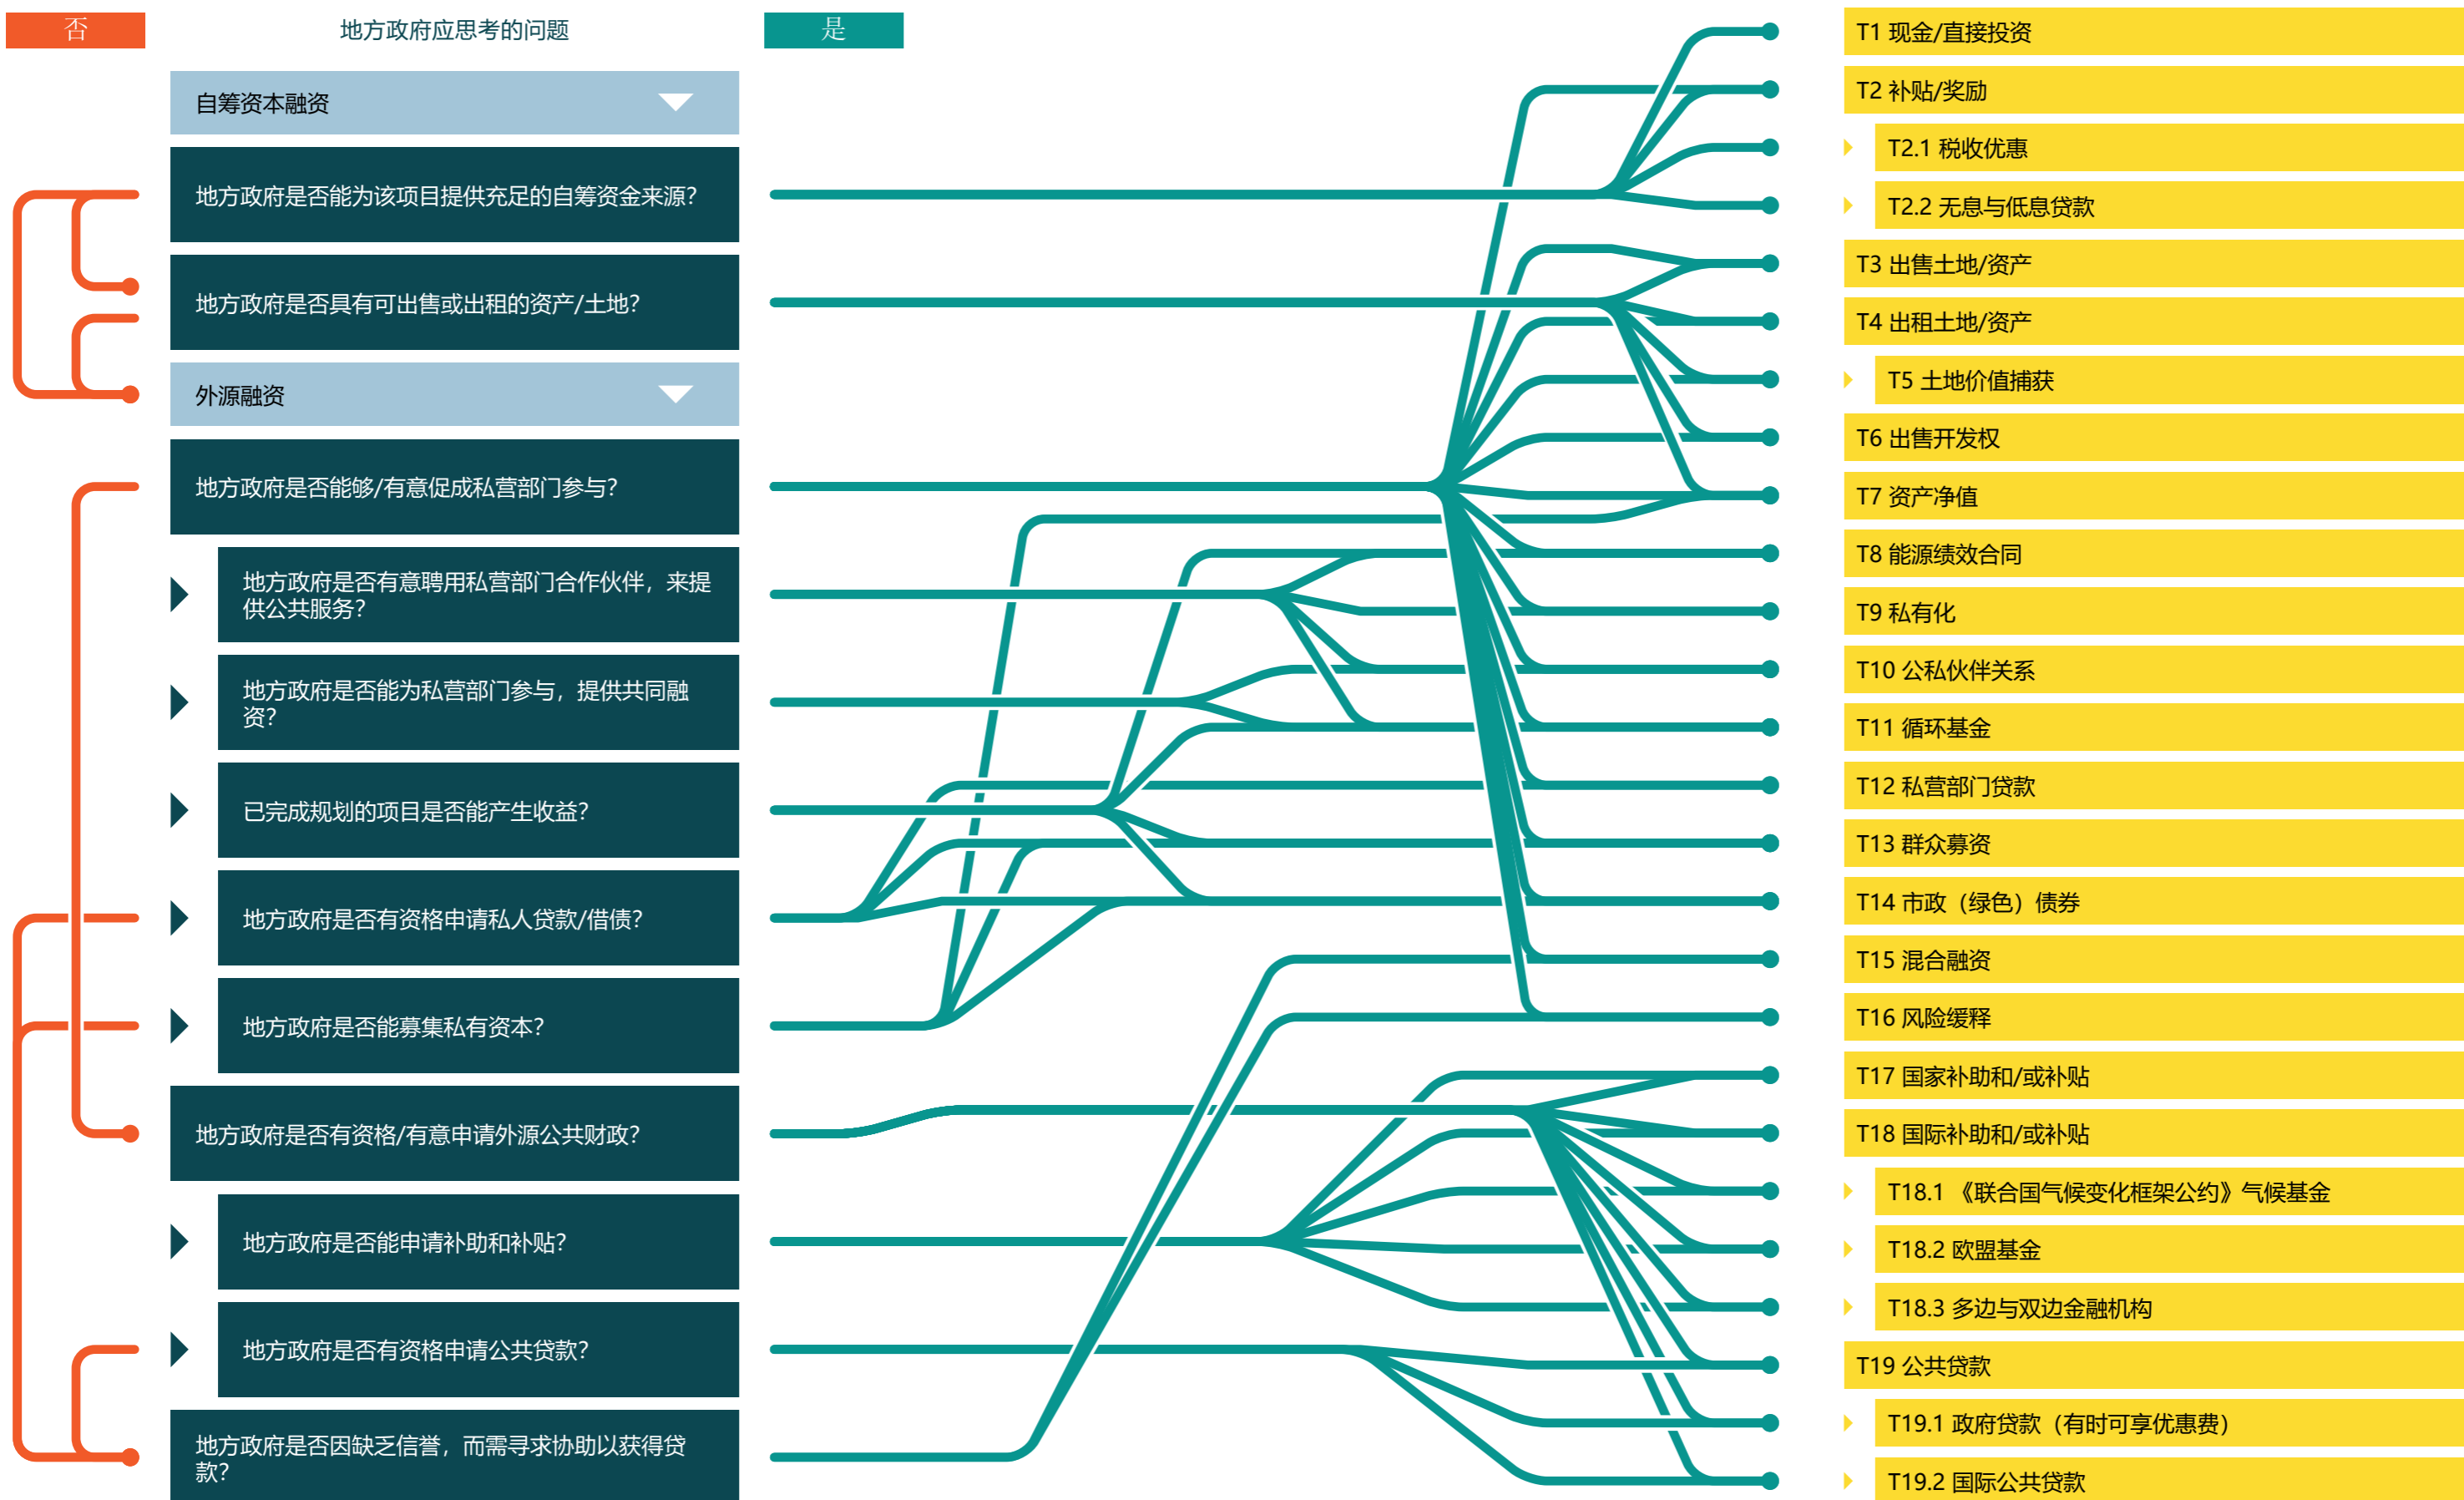 否
地方政府应思考的问题
是
自筹资本融资
地方政府是否能为该项目提供充足的自筹资金来源?
地方政府是否具有可出售或出租的资产/土地?
外源融资
地方政府是否能够/有意促成私营部门参与?
地方政府是否有意聘用私营部门合作伙伴，来提
供公共服务?
地方政府是否能为私营部门参与，提供共同融
资?
已完成规划的项目是否能产生收益?
地方政府是否有资格申请私人贷款/借债?
地方政府是否能募集私有资本?
地方政府是否有资格/有意申请外源公共财政?
地方政府是否能申请补助和补贴?
地方政府是否有资格申请公共贷款?
地方政府是否因缺乏信誉，而需寻求协助以获得贷
款?
T1 现金/直接投资
T2 补贴/奖励
T2.1 税收优惠
T2.2 无息与低息贷款
T3 出售土地/资产
T4 出租土地/资产
T5 土地价值捕获
T6 出售开发权
T7 资产净值
T8 能源绩效合同
T9 私有化
T10 公私伙伴关系
T11 循环基金
T12 私营部门贷款
T13 群众募资
T14 市政（绿色）债券
T15 混合融资
T16 风险缓释
T17 国家补助和/或补贴
T18 国际补助和/或补贴
T18.1 《联合国气候变化框架公约》气候基金
T18.2 欧盟基金
T18.3 多边与双边金融机构
T19 公共贷款
T19.1 政府贷款（有时可享优惠费）
T19.2 国际公共贷款